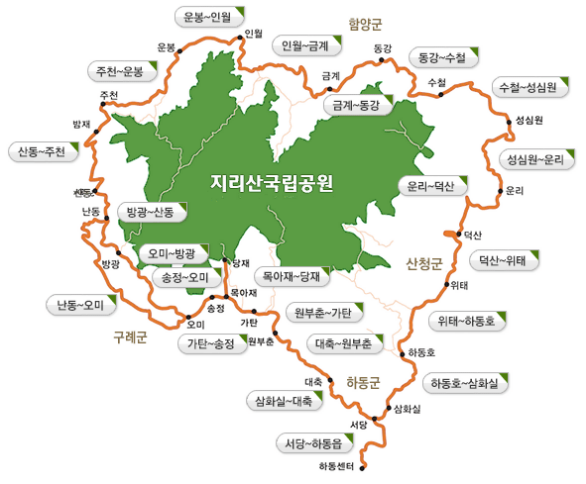 운봉~인월
인월
함양군
운봉
인월~금계
동강
동강~수철
주천~운봉
금계
수철
수철~성심원
주천
금계~동강
밤재
성심원
산동~주천
성심원~운리
지리산국립공원
운리~덕산
산동
운리
난동
방광~산동
덕산
오미~방광
방광
당재
산청군
덕산~위태
송정~오미
목아재~당재
위태
목아재
난동~오미
송정
오미
가탄
원부춘~가탄
위태~하동호
구례군
가탄~송정
원부춘
대축~원부춘
하동호
대축
하동군
하동호~삼화실
삼화실~대축
삼화실
서당
서당~하동읍
하동센터